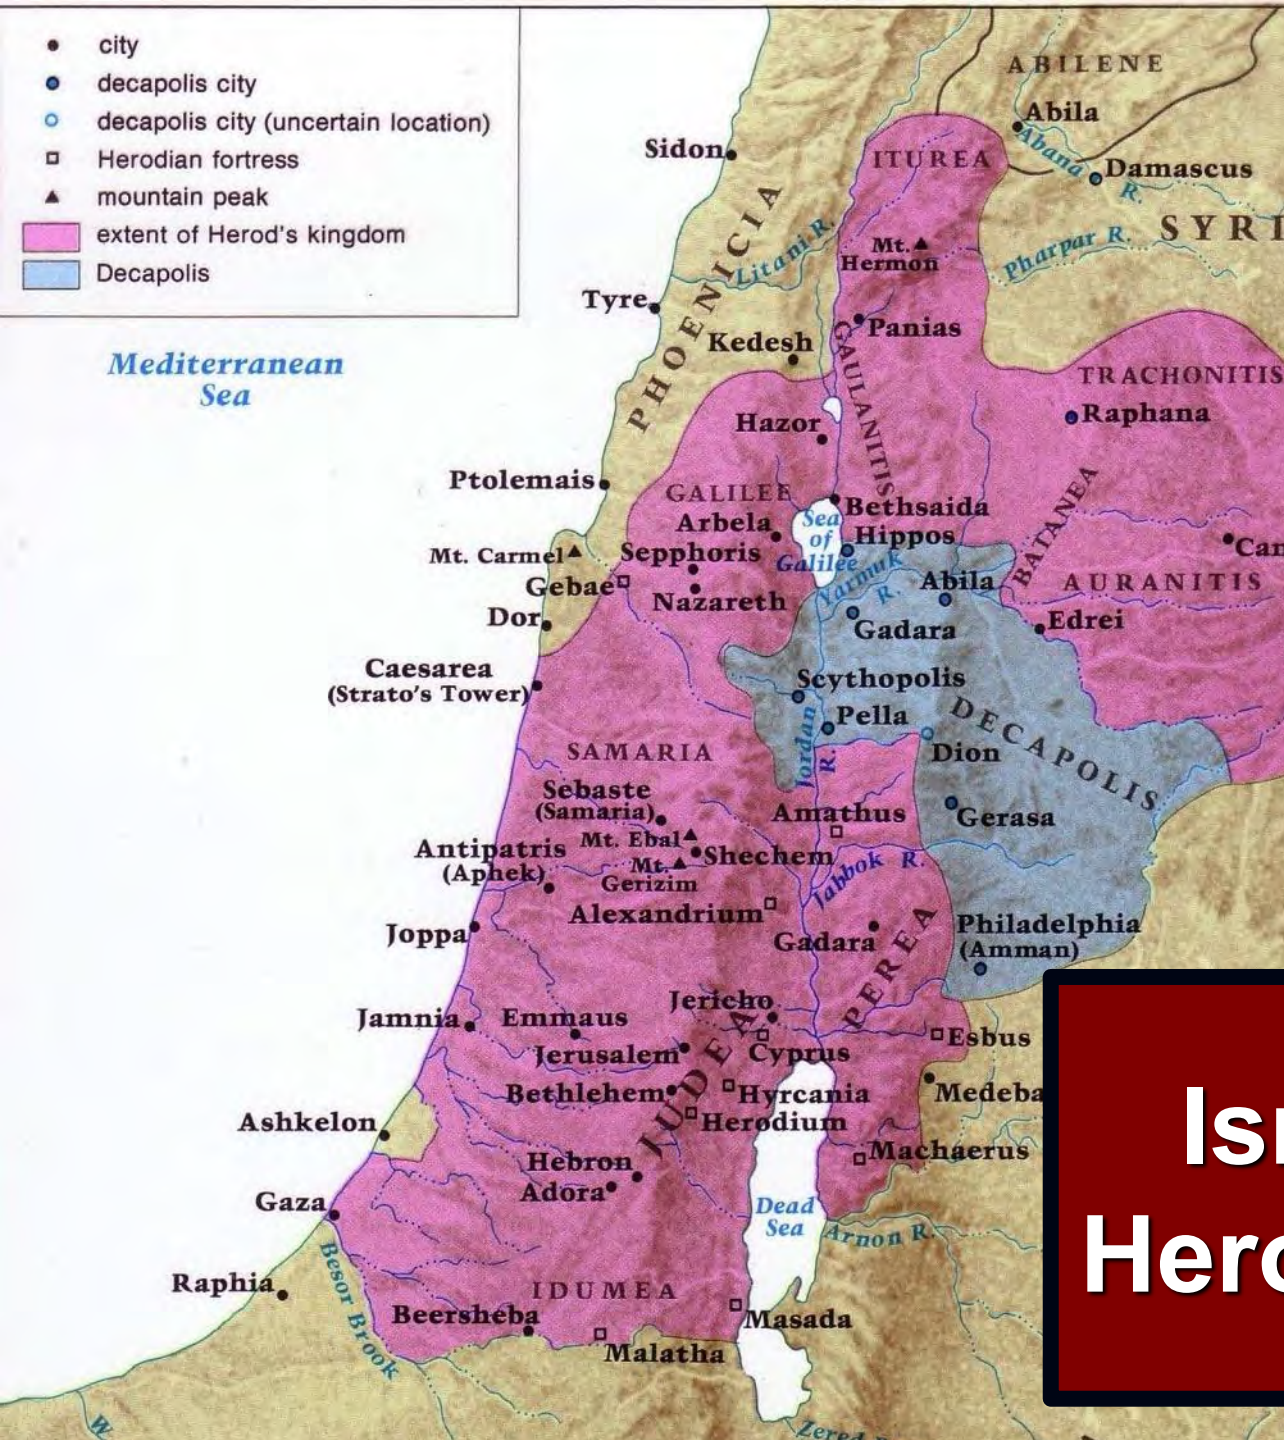 city
decapolis city
decapolis city (uncertain location)
Herodian fortress
mountain peak
extent of Herod's kingdom
Decapolis
ABILENE
Abila
Abana
R.
Damascus
Sidon
ITUREA
SYRI
PHOENICIA
Litani R.
Mt.
Hermon
Pharpar R.
Tyre
Panias
Kedesh
GAULANITIS
Mediterranean
Sea
TRACHONITIS
Raphana
Hazor
Ptolemais
GALILEE
Bethsaida
BATANEA
Arbela
Sea
of
Galilee
Hippos
Can
Mt. Carmel
Sepphoris
Yarmuk
R.
Abila
AURANITIS
Gebae
Nazareth
Dor
Gadara
Edrei
Caesarea
(Strato's Tower)
Scythopolis
Pella
DECAPOLIS
Jordan
R.
Dion
SAMARIA
Sebaste
(Samaria)
Amathus
Gerasa
Mt. Ebal
Antipatris
(Aphek)
Shechem
Mt.
Gerizim
Jabbok R.
Alexandrium
Joppa
Gadara
PEREA
Philadelphia
(Amman)
Jericho
Jamnia
Emmaus
Esbus
Jerusalem
Cyprus
JUDEA
Bethlehem
Hyrcania
Medeba
Ashkelon
Herodium
Machaerus
Hebron
Adora
Gaza
Dead
Sea
Arnon R.
Besor Brook
Raphia
IDUMEA
Beersheba
Masada
Malatha
W.
Zered
Isr
Hero